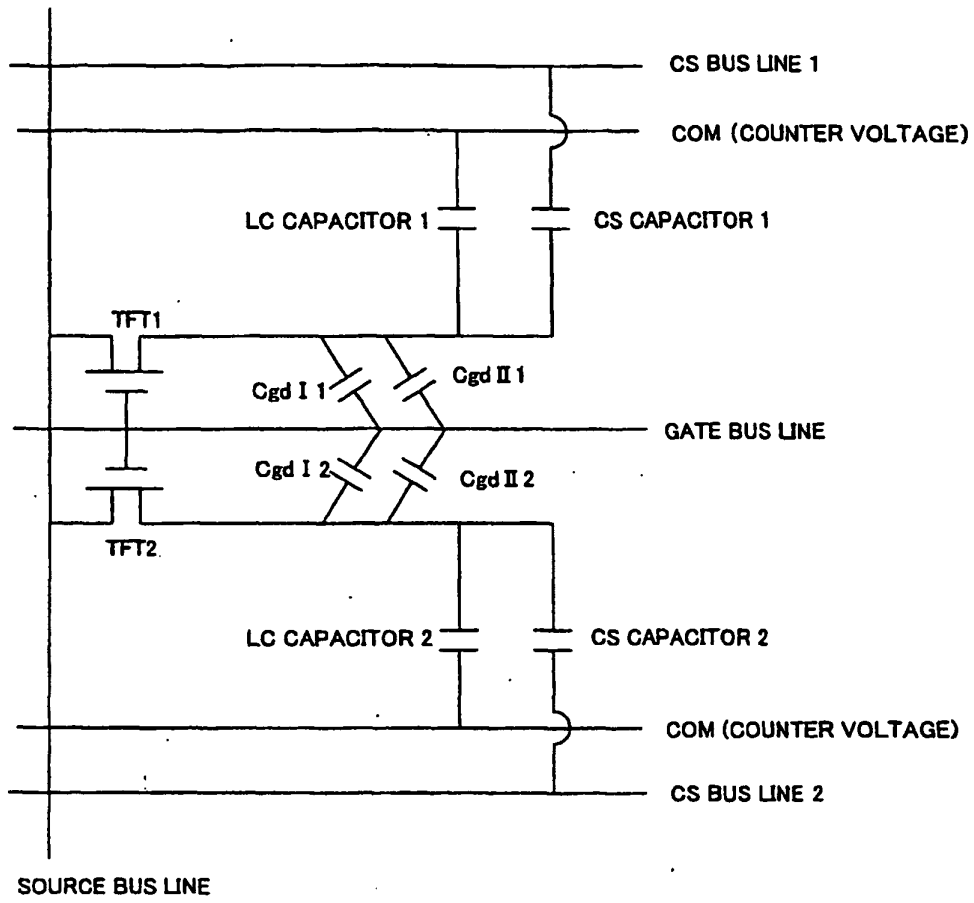 CS BUS LINE 1
COM (COUNTER VOLTAGE)
LC CAPACITOR 1
CS CAPACITOR 1
TFT1
Cgd I 1
Cgd II 1
GATE BUS LINE
Cgd I 2
Cgd II 2
TFT2
LC CAPACITOR 2
CS CAPACITOR 2
COM (COUNTER VOLTAGE)
CS BUS LINE 2
SOURCE BUS LINE